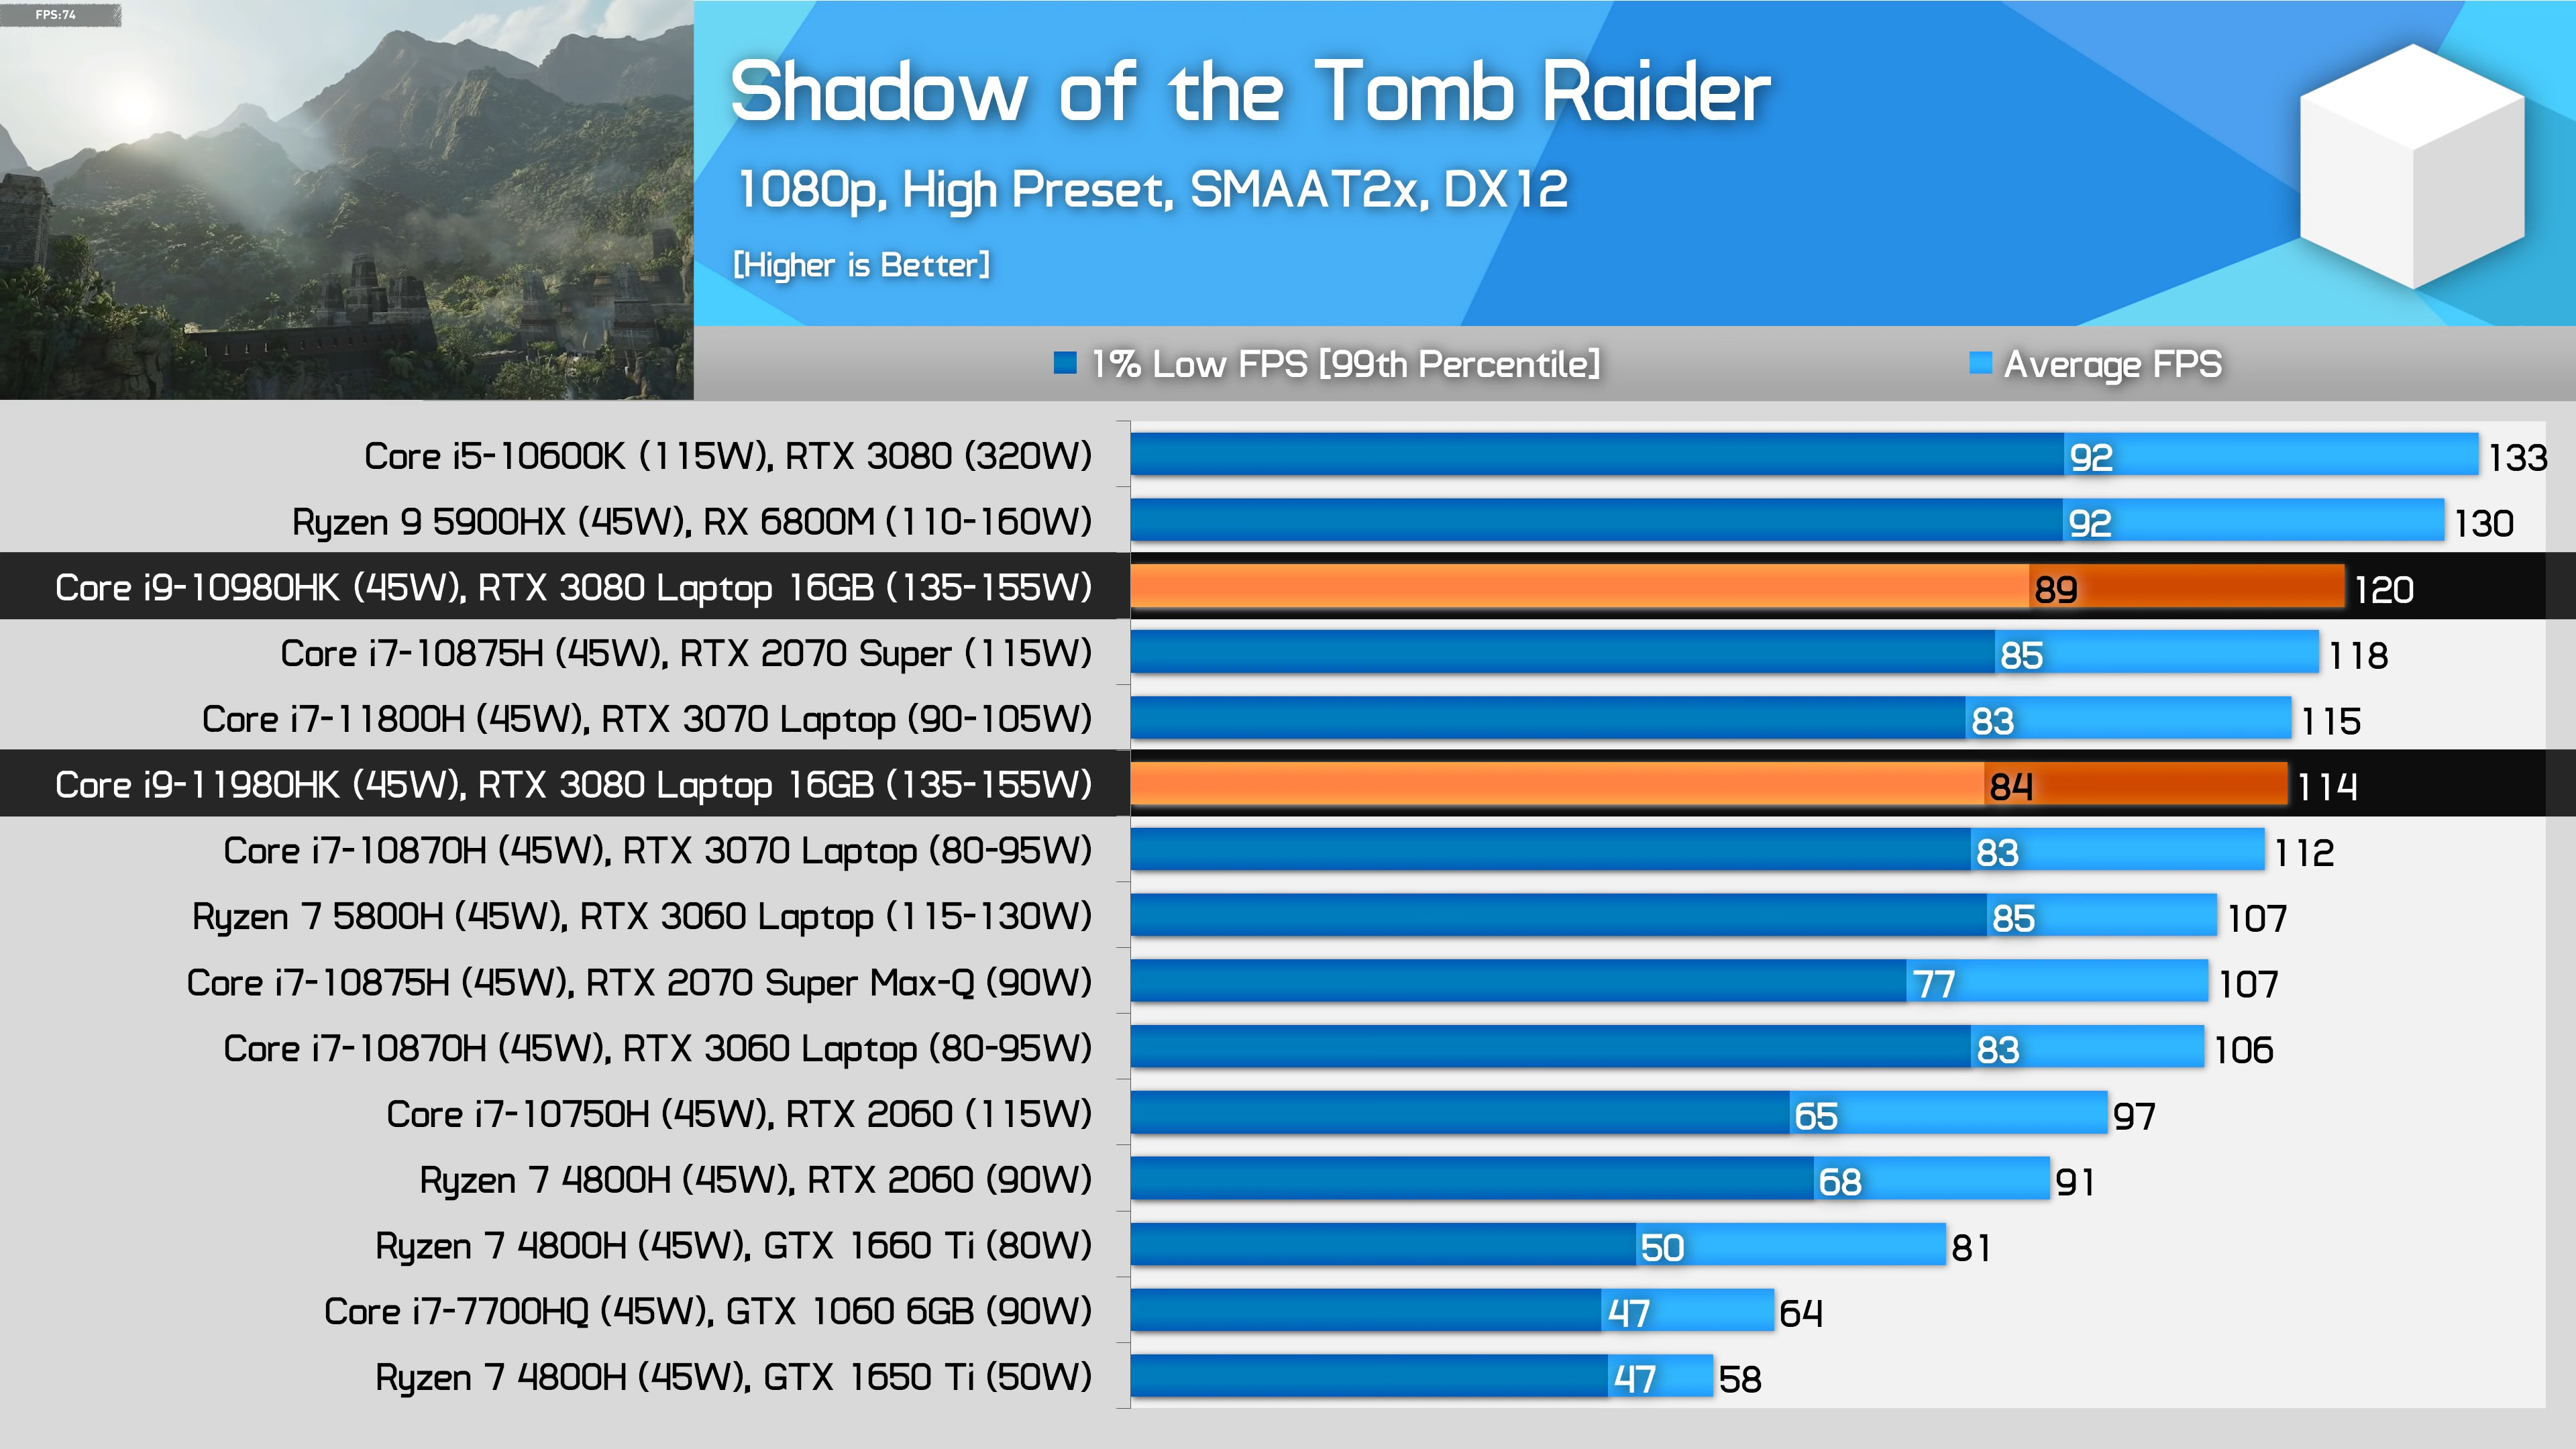 FPS:74
Shadow of the Tomb Raider
1080p, High Preset, SMAAT2x, DX12
[Higher is Better]
1% Low FPS [99th Percentile] Average FPS
Core i5-10600K (115W), RTX 3080 (320W) 92 133
Ryzen 9 5900HX (45W), RX 6800M (110-160W) 92 130
Core i9-10980HK (45W), RTX 3080 Laptop 16GB (135-155W) 89 120
Core i7-10875H (45W), RTX 2070 Super (115W) 85 118
Core i7-11800H (45W), RTX 3070 Laptop (90-105W) 83 115
Core i9-11980HK (45W), RTX 3080 Laptop 16GB (135-155W) 84 114
Core i7-10870H (45W), RTX 3070 Laptop (80-95W) 83 112
Ryzen 7 5800H (45W), RTX 3060 Laptop (115-130W) 85 107
Core i7-10875H (45W), RTX 2070 Super Max-Q (90W) 77 107
Core i7-10870H (45W), RTX 3060 Laptop (80-95W) 83 106
Core i7-10750H (45W), RTX 2060 (115W) 65 97
Ryzen 7 4800H (45W), RTX 2060 (90W) 68 91
Ryzen 7 4800H (45W), GTX 1660 Ti (80W) 50 81
Core i7-7700HQ (45W), GTX 1060 6GB (90W) 47 64
Ryzen 7 4800H (45W), GTX 1650 Ti (50W) 47 58